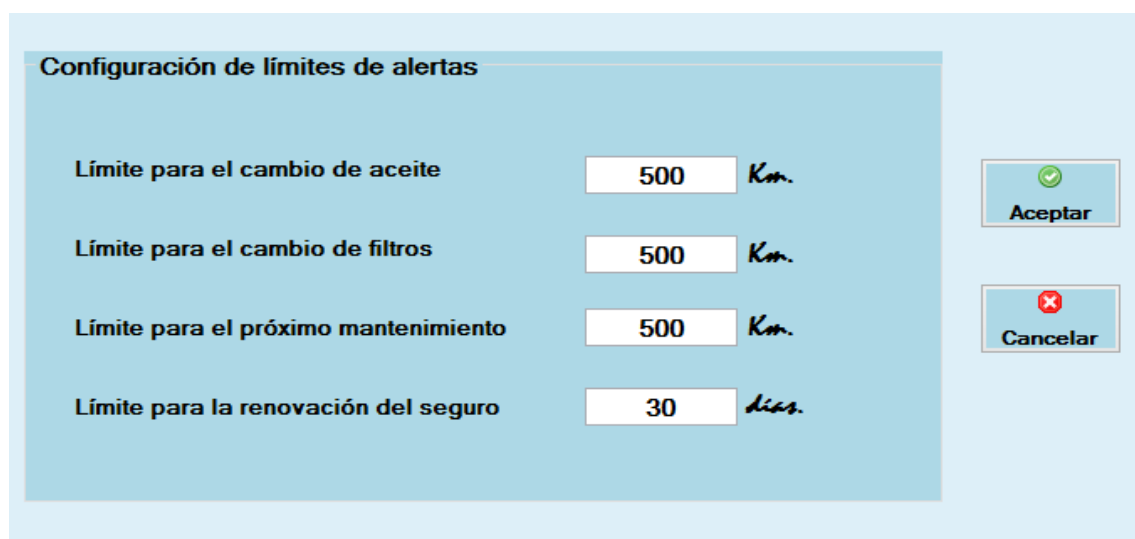 Configuración de límites de alertas
Límite para el cambio de aceite 500 Km.
Aceptar
Límite para el cambio de filtros 500 Km.
Límite para el próximo mantenimiento 500 Km.
Cancelar
Límite para la renovación del seguro 30 días.